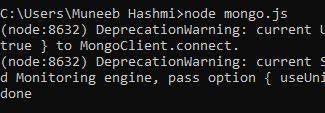 C:\Users\Muneeb Hashmi>node mongo.js
(node:8632) DeprecationWarning: current
true } to MongoClient.connect.
(node:8632) DeprecationWarning: current S
d Monitoring engine, pass option { useUni
done